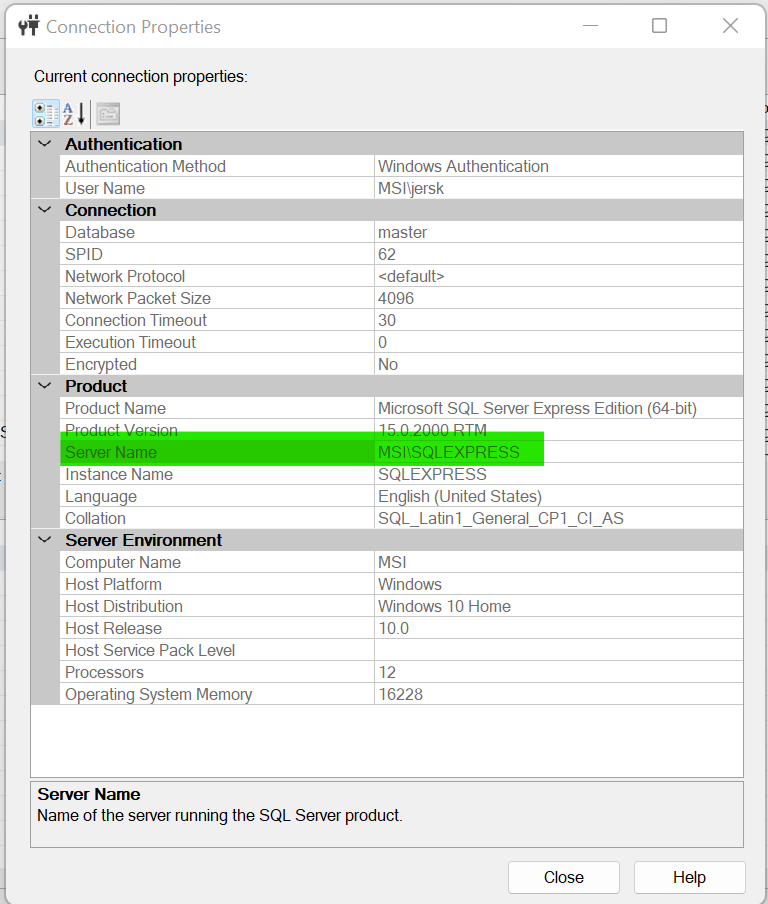 Connection Properties
Current connection properties:
Authentication
Authentication Method Windows Authentication
User Name MSI\jersk
Connection
Database master
SPID 62
Network Protocol <default>
Network Packet Size 4096
Connection Timeout 30
Execution Timeout 0
Encrypted No
Product
Product Name Microsoft SQL Server Express Edition (64-bit)
Product Version 15.0.2000 RTM
Server Name MSI\SQLEXPRESS
Instance Name SQLEXPRESS
Language English (United States)
Collation SQL_Latin1_General_CP1_CI_AS
Server Environment
Computer Name MSI
Host Platform Windows
Host Distribution Windows 10 Home
Host Release 10.0
Host Service Pack Level
Processors 12
Operating System Memory 16228
Server Name
Name of the server running the SQL Server product.
Close Help